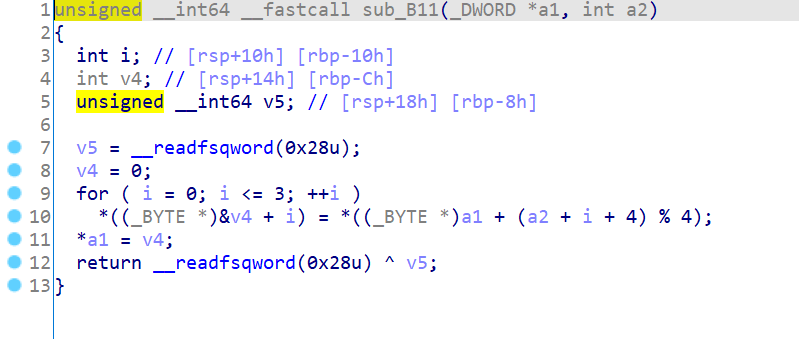 1 unsigned __int64 __fastcall sub_B11(_DWORD *a1, int a2)
2 {
3   int i; // [rsp+10h] [rbp-10h]
4   int v4; // [rsp+14h] [rbp-Ch]
5   unsigned __int64 v5; // [rsp+18h] [rbp-8h]
6
7   v5 = __readfsqword(0x28u);
8   v4 = 0;
9   for ( i = 0; i <= 3; ++i )
10     *((_BYTE *)&v4 + i) = *((_BYTE *)a1 + (a2 + i + 4) % 4);
11   *a1 = v4;
12   return __readfsqword(0x28u) ^ v5;
13 }